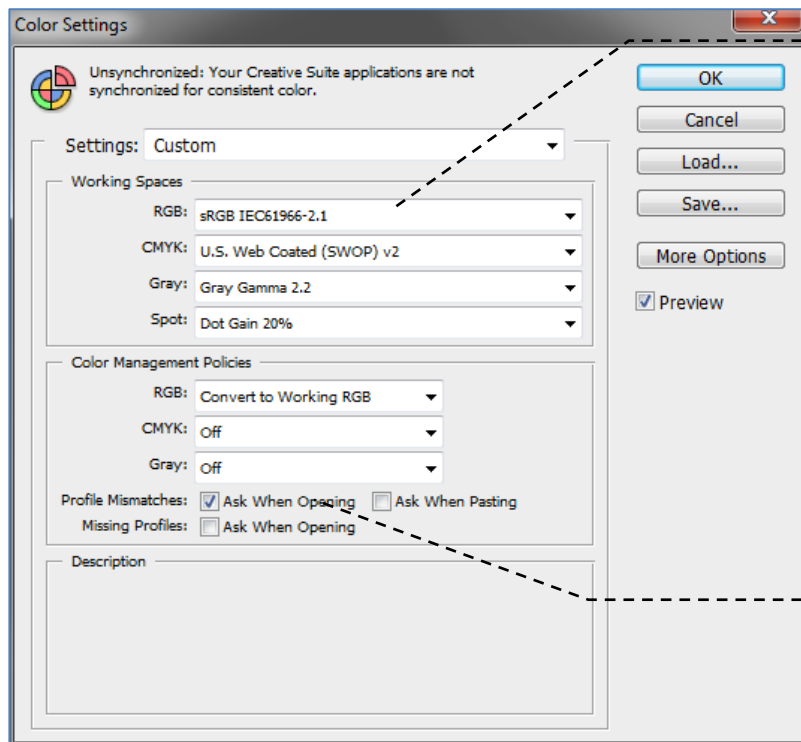 Color Settings
X
Unsynchronized: Your Creative Suite applications are not
synchronized for consistent color.
OK
Cancel
Load...
Save...
More Options
Preview
Settings: Custom
Working Spaces
RGB: sRGB IEC61966-2.1
CMYK: U.S. Web Coated (SWOP) v2
Gray: Gray Gamma 2.2
Spot: Dot Gain 20%
Color Management Policies
RGB: Convert to Working RGB
CMYK: Off
Gray: Off
Profile Mismatches: Ask When Opening Ask When Pasting
Missing Profiles: Ask When Opening
Description